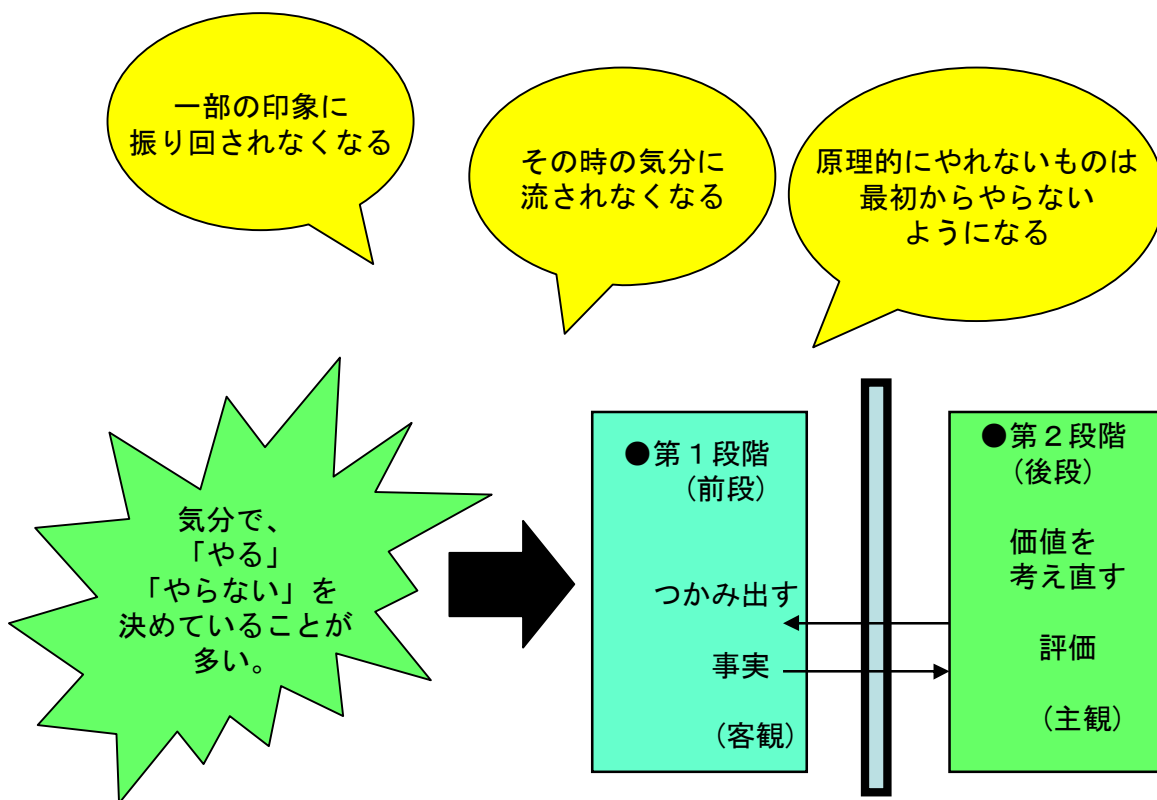 一部の印象に
振り回されなくなる
その時の気分に
流されなくなる
原理的にやれないものは
最初からやらない
ようになる
気分で、
「やる」
「やらない」を
決めていることが
多い。
●第１段階
（前段）
つかみ出す
事実
（客観）
●第２段階
（後段）
価値を
考え直す
評価
（主観）